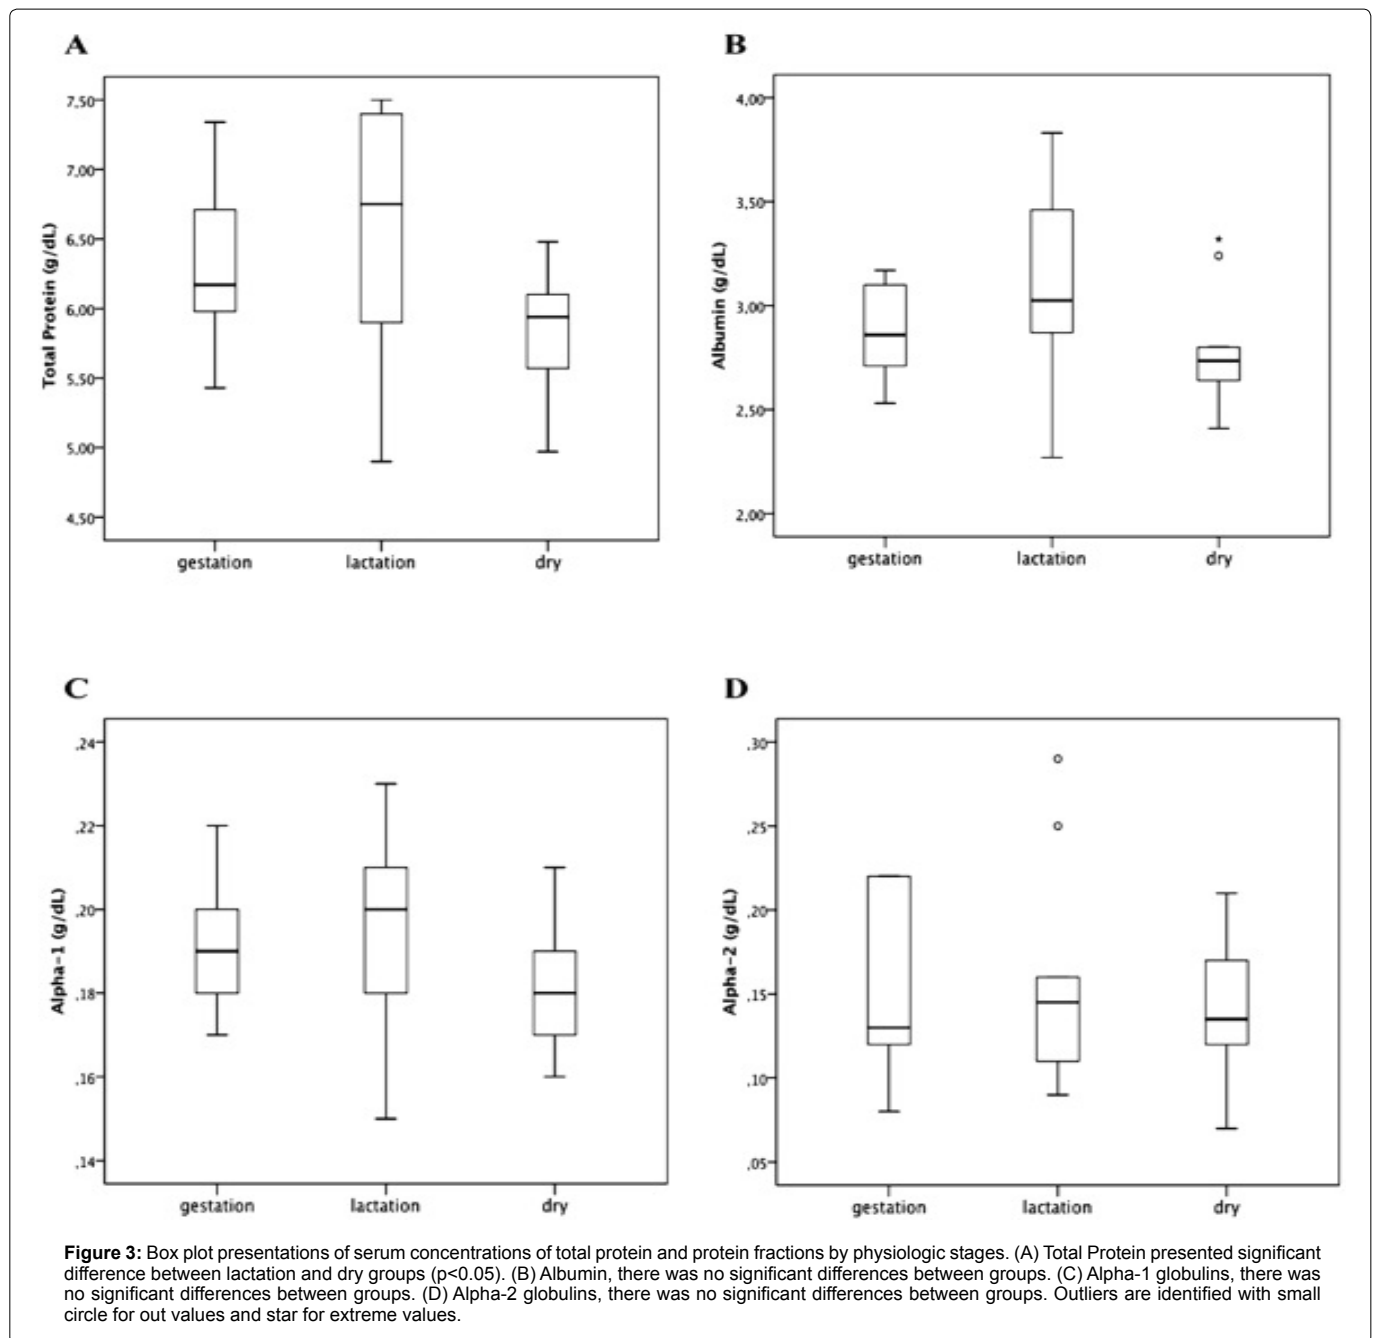 A
7,50
7,00
6,50
6,00
5,50
5,00
4,50
Total Protein (g/dL)
gestation lactation dry
B
4,00
3,50
3,00
2,50
2,00
Albumin (g/dL)
gestation lactation dry
C
,24
,22
,20
,18
,16
,14
Alpha-1 (g/dL)
gestation lactation dry
D
,30
,25
,20
,15
,10
,05
Alpha-2 (g/dL)
gestation lactation dry
Figure 3: Box plot presentations of serum concentrations of total protein and protein fractions by physiologic stages. (A) Total Protein presented significant
difference between lactation and dry groups (p<0.05). (B) Albumin, there was no significant differences between groups. (C) Alpha-1 globulins, there was
no significant differences between groups. (D) Alpha-2 globulins, there was no significant differences between groups. Outliers are identified with small
circle for out values and star for extreme values.